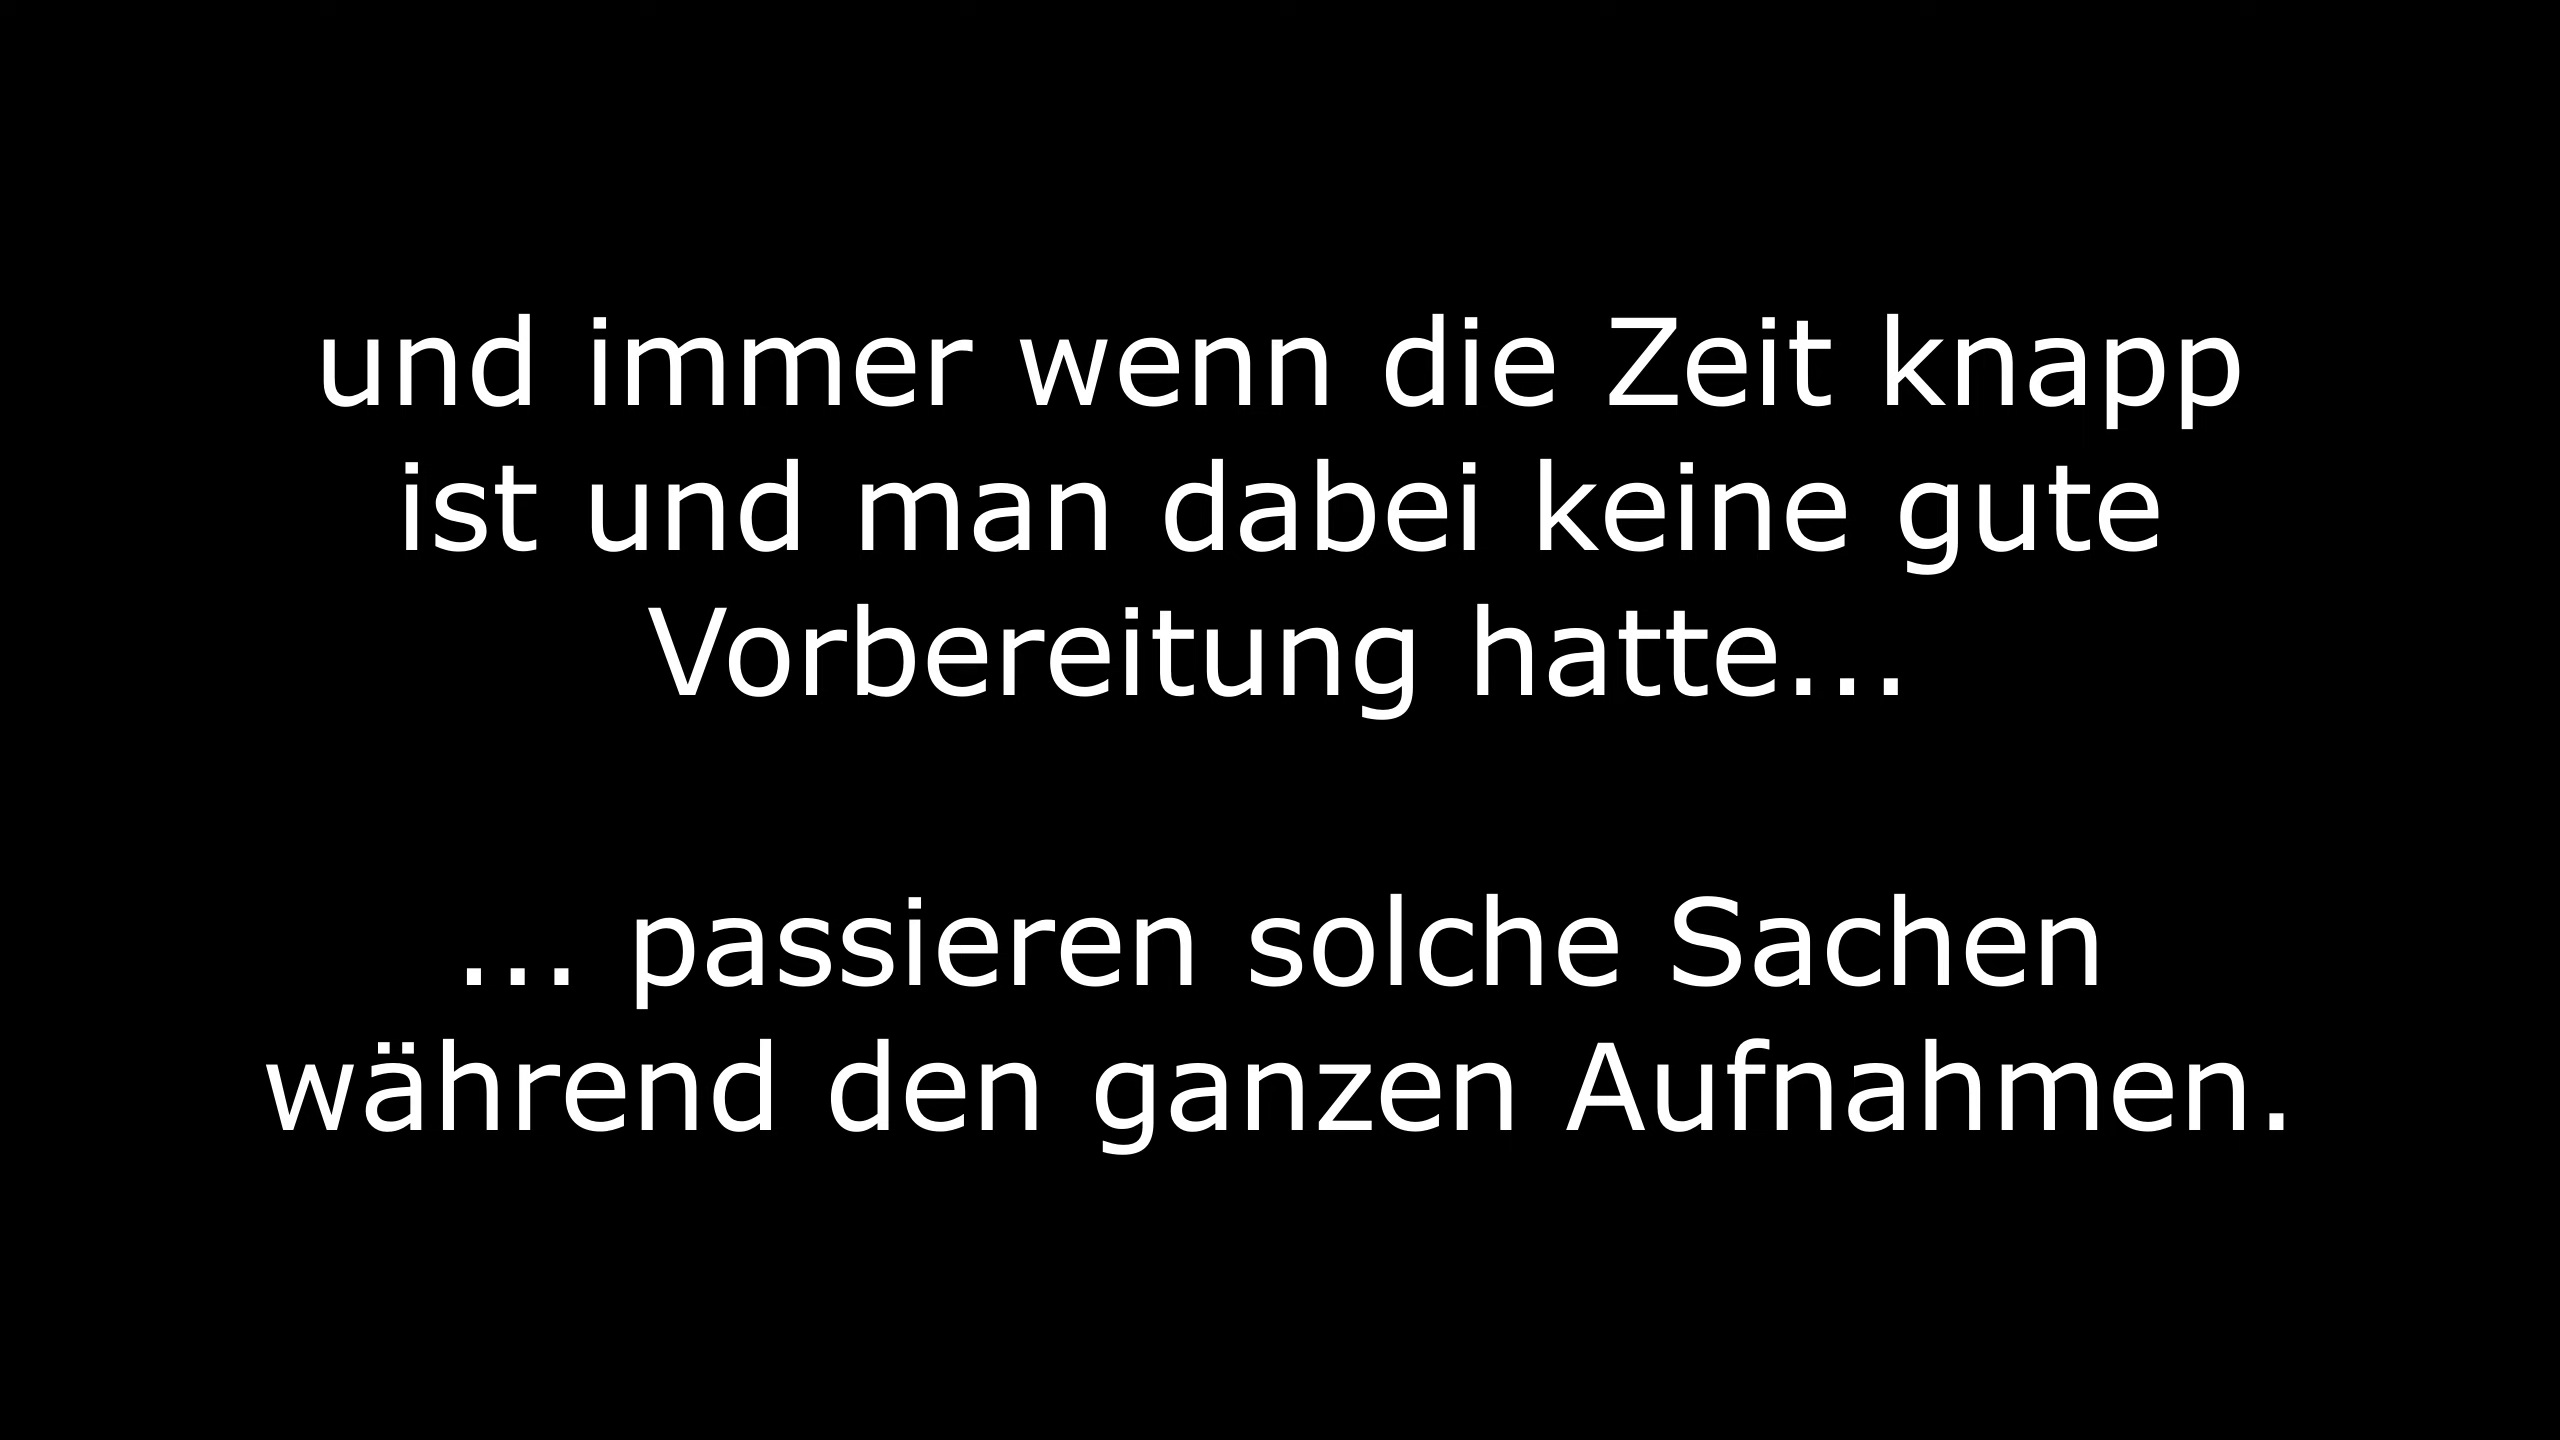 und immer wenn die Zeit knapp
ist und man dabei keine gute
Vorbereitung hatte...
... passieren solche Sachen
während den ganzen Aufnahmen.